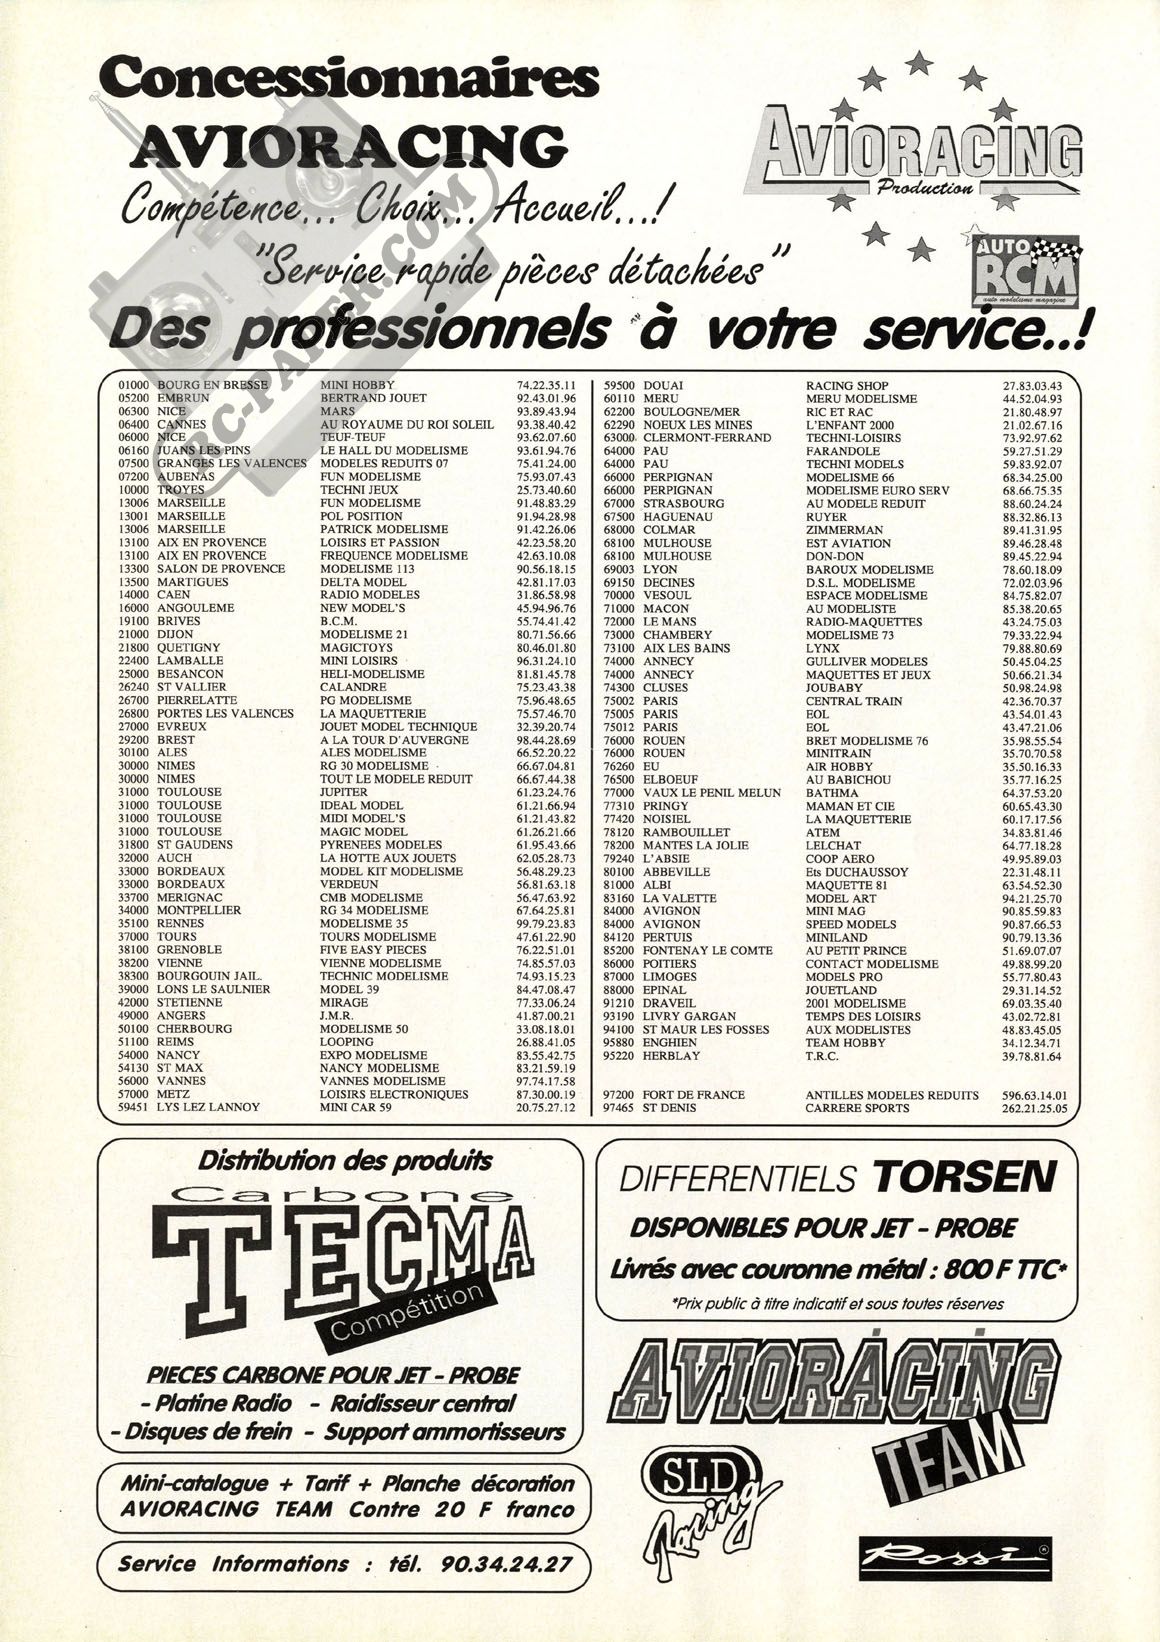 Concessionnaires
AVIORACING
Compétence... Choix... Accueil...!
"Service rapide pièces détachées"
AVIORACING
Production
AUTO
RCM
auto modelisme magazine
Des professionnels à votre service..!
RC-PAPER.COM
01000 BOURG EN BRESSE MINI HOBBY 74.22.35.11
05200 EMBRUN BERTRAND JOUET 92.43.01.96
06300 NICE MARS 93.89.43.94
06400 CANNES AU ROYAUME DU ROI SOLEIL 93.38.40.42
06000 NICE TEUF-TEUF 93.62.07.60
06160 JUANS LES PINS LE HALL DU MODELISME 93.61.94.76
07500 GRANGES LES VALENCES MODELES REDUITS 07 75.41.24.00
07200 AUBENAS FUN MODELISME 75.93.07.43
10000 TROYES TECHNI JEUX 25.73.40.60
13006 MARSEILLE FUN MODELISME 91.48.83.29
13001 MARSEILLE POL POSITION 91.94.28.98
13006 MARSEILLE PATRICK MODELISME 91.42.26.06
13100 AIX EN PROVENCE LOISIRS ET PASSION 42.23.58.20
13100 AIX EN PROVENCE FREQUENCE MODELISME 42.63.10.08
13300 SALON DE PROVENCE MODELISME 113 90.56.18.15
13500 MARTIGUES DELTA MODEL 42.81.17.03
14000 CAEN RADIO MODELES 31.86.58.98
16000 ANGOULEME NEW MODEL'S 45.94.96.76
19100 BRIVES B.C.M. 55.74.41.42
21000 DIJON MODELISME 21 80.71.56.66
21800 QUETIGNY MAGICTOYS 80.46.01.80
22400 LAMBALLE MINI LOISIRS 96.31.24.10
25000 BESANCON HELI-MODELISME 81.81.45.78
26240 ST VALLIER CALANDRE 75.23.43.38
26700 PIERRELATTE PG MODELISME 75.96.48.65
26800 PORTES LES VALENCES LA MAQUETTERIE 75.57.46.70
27000 EVREUX JOUET MODEL TECHNIQUE 32.39.20.74
29200 BREST A LA TOUR D'AUVERGNE 98.44.28.69
30100 ALES ALES MODELISME 66.52.20.22
30000 NIMES RG 30 MODELISME 66.67.04.81
30000 NIMES TOUT LE MODELE REDUIT 66.67.44.38
31000 TOULOUSE JUPITER 61.23.24.76
31000 TOULOUSE IDEAL MODEL 61.21.66.94
31000 TOULOUSE MIDI MODEL'S 61.21.43.82
31000 TOULOUSE MAGIC MODEL 61.26.21.66
31800 ST GAUDENS PYRENEES MODELES 61.95.43.66
32000 AUCH LA HOTTE AUX JOUETS 62.05.28.73
33000 BORDEAUX MODEL KIT MODELISME 56.48.29.23
33000 BORDEAUX VERDEUN 56.81.63.18
33700 MERIGNAC CMB MODELISME 56.47.63.92
34000 MONTPELLIER RG 34 MODELISME 67.64.25.81
35100 RENNES MODELISME 35 99.79.23.83
37000 TOURS TOURS MODELISME 47.61.22.90
38100 GRENOBLE FIVE EASY PIECES 76.22.51.01
38200 VIENNE VIENNE MODELISME 74.85.57.03
38300 BOURGOUIN JAIL. TECHNIC MODELISME 74.93.15.23
39000 LONS LE SAULNIER MODEL 39 84.47.08.47
42000 STETIENNE MIRAGE 77.33.06.24
49000 ANGERS J.M.R. 41.87.00.21
50100 CHERBOURG MODELISME 50 33.08.18.01
51100 REIMS LOOPING 26.88.41.05
54000 NANCY EXPO MODELISME 83.55.42.75
54130 ST MAX NANCY MODELISME 83.21.59.19
56000 VANNES VANNES MODELISME 97.74.17.58
57000 METZ LOISIRS ELECTRONIQUES 87.30.00.19
59451 LYS LEZ LANNOY MINI CAR 59 20.75.27.12
59500 DOUAI RACING SHOP 27.83.03.43
60110 MERU MERU MODELISME 44.52.04.93
62200 BOULOGNE/MER RIC ET RAC 21.80.48.97
62290 NOEUX LES MINES L'ENFANT 2000 21.02.67.16
63000 CLERMONT-FERRAND TECHNI-LOISIRS 73.92.97.62
64000 PAU FARANDOLE 59.27.51.29
64000 PAU TECHNI MODELS 59.83.92.07
66000 PERPIGNAN MODELISME 66 68.34.25.00
66000 PERPIGNAN MODELISME EURO SERV 68.66.75.35
67000 STRASBOURG AU MODELE REDUIT 88.60.24.24
67500 HAGUENAU RUYER 88.32.86.13
68000 COLMAR ZIMMERMAN 89.41.31.95
68100 MULHOUSE EST AVIATION 89.46.28.48
68100 MULHOUSE DON-DON 89.45.22.94
69003 LYON BAROUX MODELISME 78.60.18.09
69150 DECINES D.S.L. MODELISME 72.02.03.96
70000 VESOUL ESPACE MODELISME 84.75.82.07
71000 MACON AU MODELISTE 85.38.20.65
72000 LE MANS RADIO-MAQUETTES 43.24.75.03
73000 CHAMBERY MODELISME 73 79.33.22.94
73100 AIX LES BAINS LYNX 79.88.80.69
74000 ANNECY GULLIVER MODELES 50.45.04.25
74000 ANNECY MAQUETTES ET JEUX 50.66.21.34
74300 CLUSES JOUBABY 50.98.24.98
75002 PARIS CENTRAL TRAIN 42.36.70.37
75005 PARIS EOL 43.54.01.43
75012 PARIS EOL 43.47.21.06
76000 ROUEN BRET MODELISME 76 35.98.55.54
76000 ROUEN MINITRAIN 35.70.70.58
76260 EU AIR HOBBY 35.50.16.33
76500 ELBOEUF AU BABICHOU 35.77.16.25
77000 VAUX LE PENIL MELUN BATHMA 64.37.53.20
77310 PRINGY MAMAN ET CIE 60.65.43.30
77420 NOISIEL LA MAQUETTERIE 60.17.17.56
78120 RAMBOUILLET ATEM 34.83.81.46
78200 MANTES LA JOLIE LELCHAT 64.77.18.28
79240 L'ABSIE COOP AERO 49.95.89.03
80100 ABBEVILLE Ets DUCHAUSSOY 22.31.48.11
81000 ALBI MAQUETTE 81 63.54.52.30
83160 LA VALETTE MODEL ART 94.21.25.70
84000 AVIGNON MINI MAG 90.85.59.83
84000 AVIGNON SPEED MODELS 90.87.66.53
84120 PERTUIS MINILAND 90.79.13.36
85200 FONTENAY LE COMTE AU PETIT PRINCE 51.69.07.07
86000 POITIERS CONTACT MODELISME 49.88.99.20
87000 LIMOGES MODELS PRO 55.77.80.43
88000 EPINAL JOUETLAND 29.31.14.52
91210 DRAVEIL 2001 MODELISME 69.03.35.40
93190 LIVRY GARGAN TEMPS DES LOISIRS 43.02.72.81
94100 ST MAUR LES FOSSES AUX MODELISTES 48.83.45.05
95880 ENGHIEN TEAM HOBBY 34.12.34.71
95220 HERBLAY T.R.C. 39.78.81.64
97200 FORT DE FRANCE ANTILLES MODELES REDUITS 596.63.14.01
97465 ST DENIS CARRERE SPORTS 262.21.25.05
Distribution des produits
Carbone
TECMA
Compétition
PIECES CARBONE POUR JET - PROBE
- Platine Radio - Raidisseur central
- Disques de frein - Support ammortisseurs
Mini-catalogue + Tarif + Planche décoration
AVIORACING TEAM Contre 20 F franco
Service Informations : tél. 90.34.24.27
DIFFERENTIELS TORSEN
DISPONIBLES POUR JET - PROBE
Livrés avec couronne métal : 800 F TTC*
*Prix public à titre indicatif et sous toutes réserves
AVIORACING
TEAM
SLD
Racing
Rossi ®